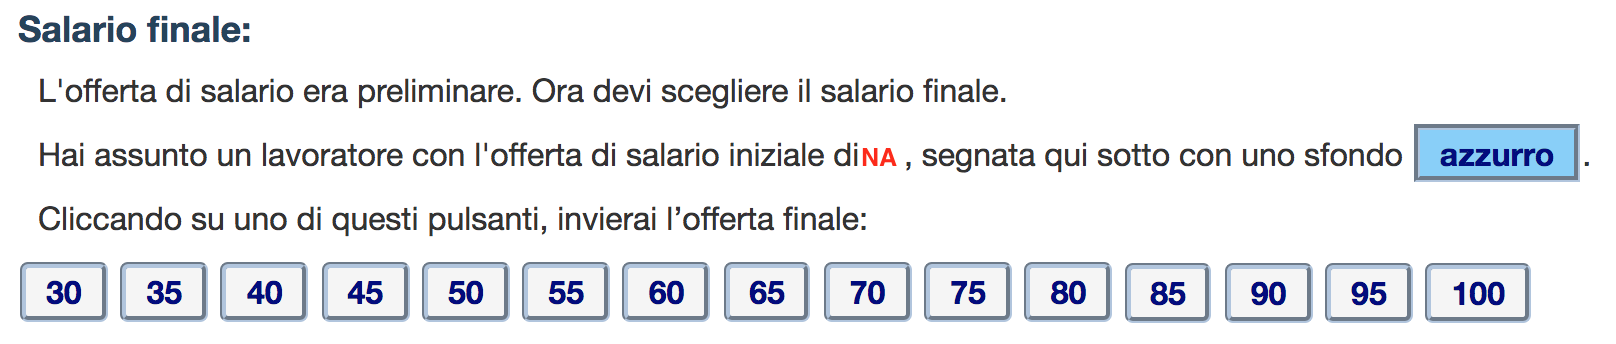 Salario finale:
L'offerta di salario era preliminare. Ora devi scegliere il salario finale.
Hai assunto un lavoratore con l'offerta di salario iniziale diNA , segnata qui sotto con uno sfondo azzurro .
Cliccando su uno di questi pulsanti, invierai l’offerta finale:
30 35 40 45 50 55 60 65 70 75 80 85 90 95 100